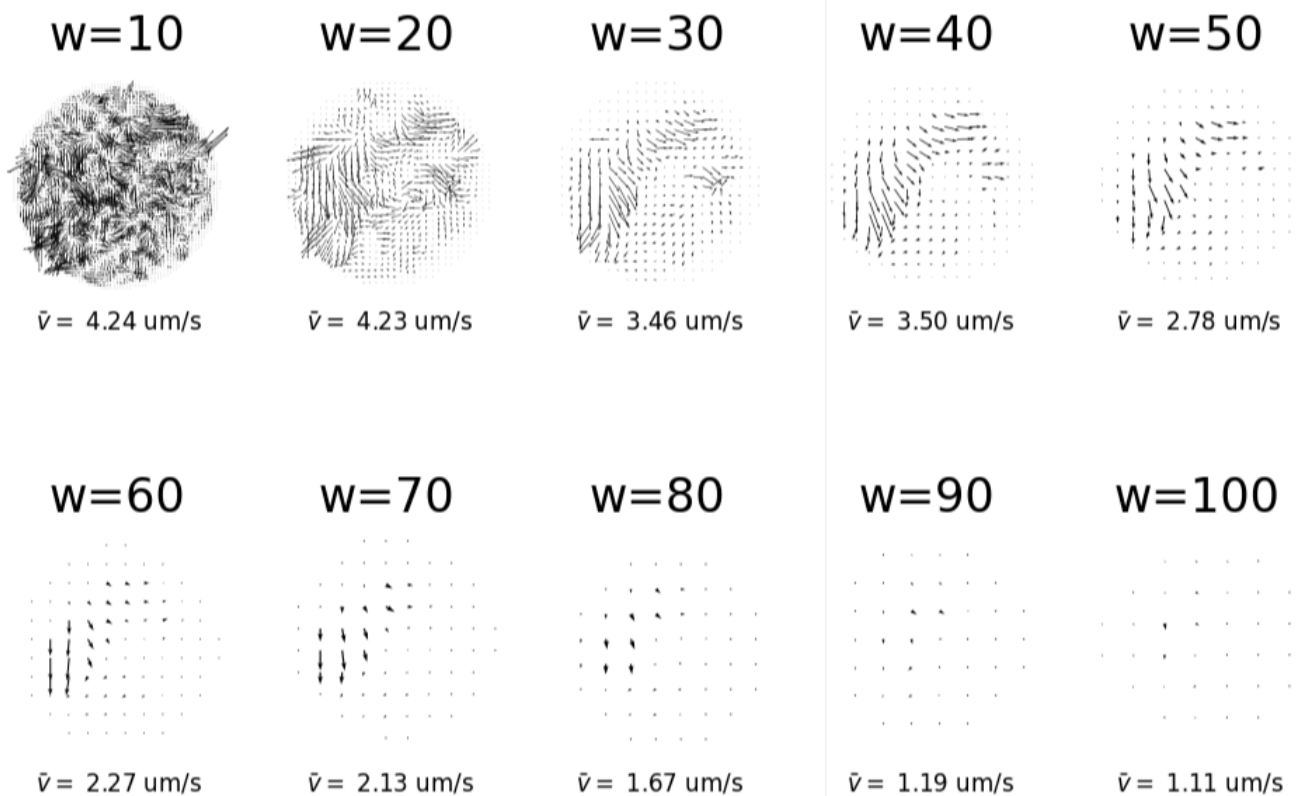 w=10 w=20 w=30 w=40 w=50
v̄ = 4.24 um/s v̄ = 4.23 um/s v̄ = 3.46 um/s v̄ = 3.50 um/s v̄ = 2.78 um/s
w=60 w=70 w=80 w=90 w=100
v̄ = 2.27 um/s v̄ = 2.13 um/s v̄ = 1.67 um/s v̄ = 1.19 um/s v̄ = 1.11 um/s